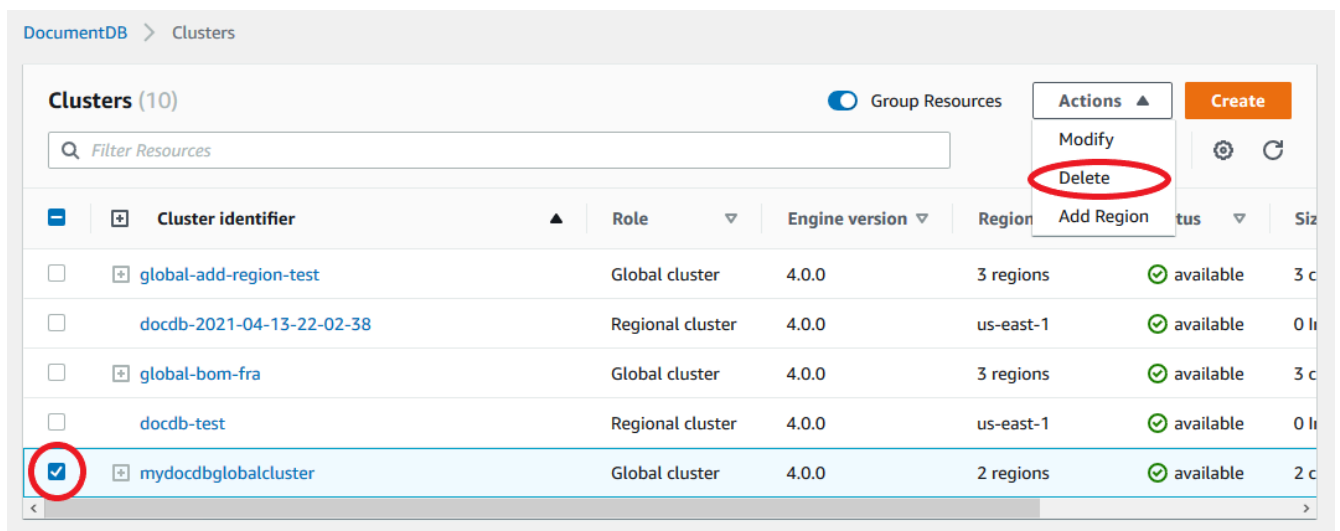 DocumentDB > Clusters
Clusters (10) Group Resources Actions Create
Filter Resources
Modify
Delete
Add Region
Cluster identifier Role Engine version Region tus Siz
global-add-region-test Global cluster 4.0.0 3 regions available 3 c
docdb-2021-04-13-22-02-38 Regional cluster 4.0.0 us-east-1 available 0 I
global-bom-fra Global cluster 4.0.0 3 regions available 3 c
docdb-test Regional cluster 4.0.0 us-east-1 available 0 I
mydocdbglobalcluster Global cluster 4.0.0 2 regions available 2 c